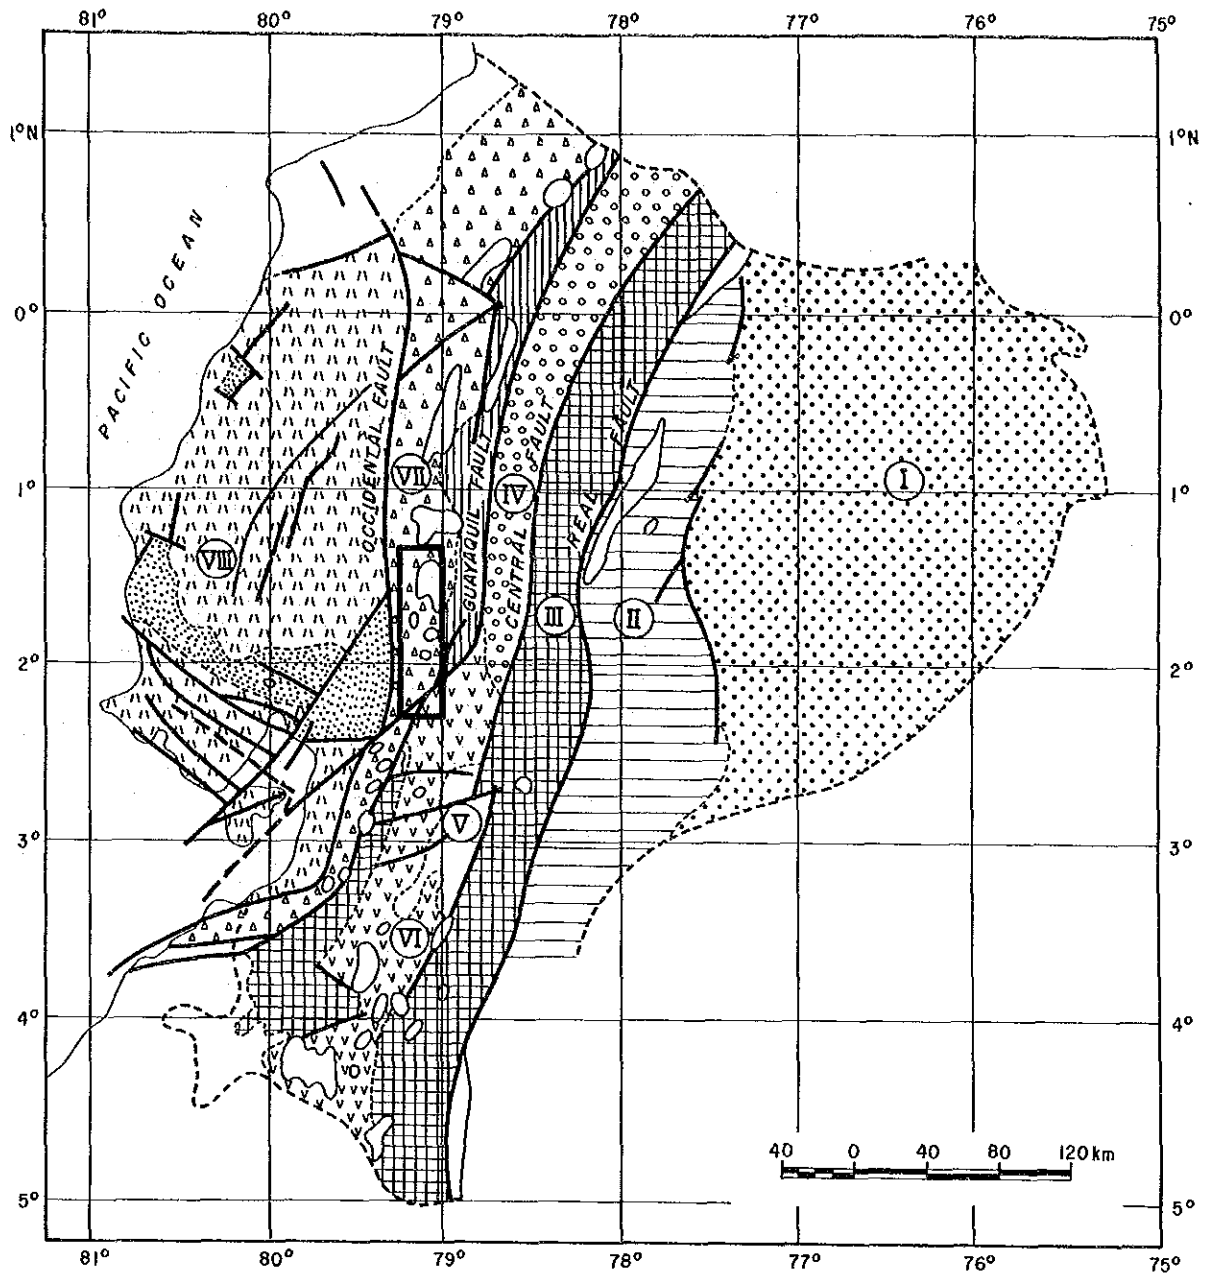 81° 80° 79° 78° 77° 76° 75°
1°N 1°N
PACIFIC OCEAN
0° 0°
OCCIDENTAL FAULT
GUAYAQUIL FAULT
CENTRAL FAULT
REAL FAULT
VII
IV
I
1° 1°
VIII
III
II
2° 2°
V
3° 3°
VI
4° 4°
40 0 40 80 120 km
5° 5°
81° 80° 79° 78° 77° 76° 75°